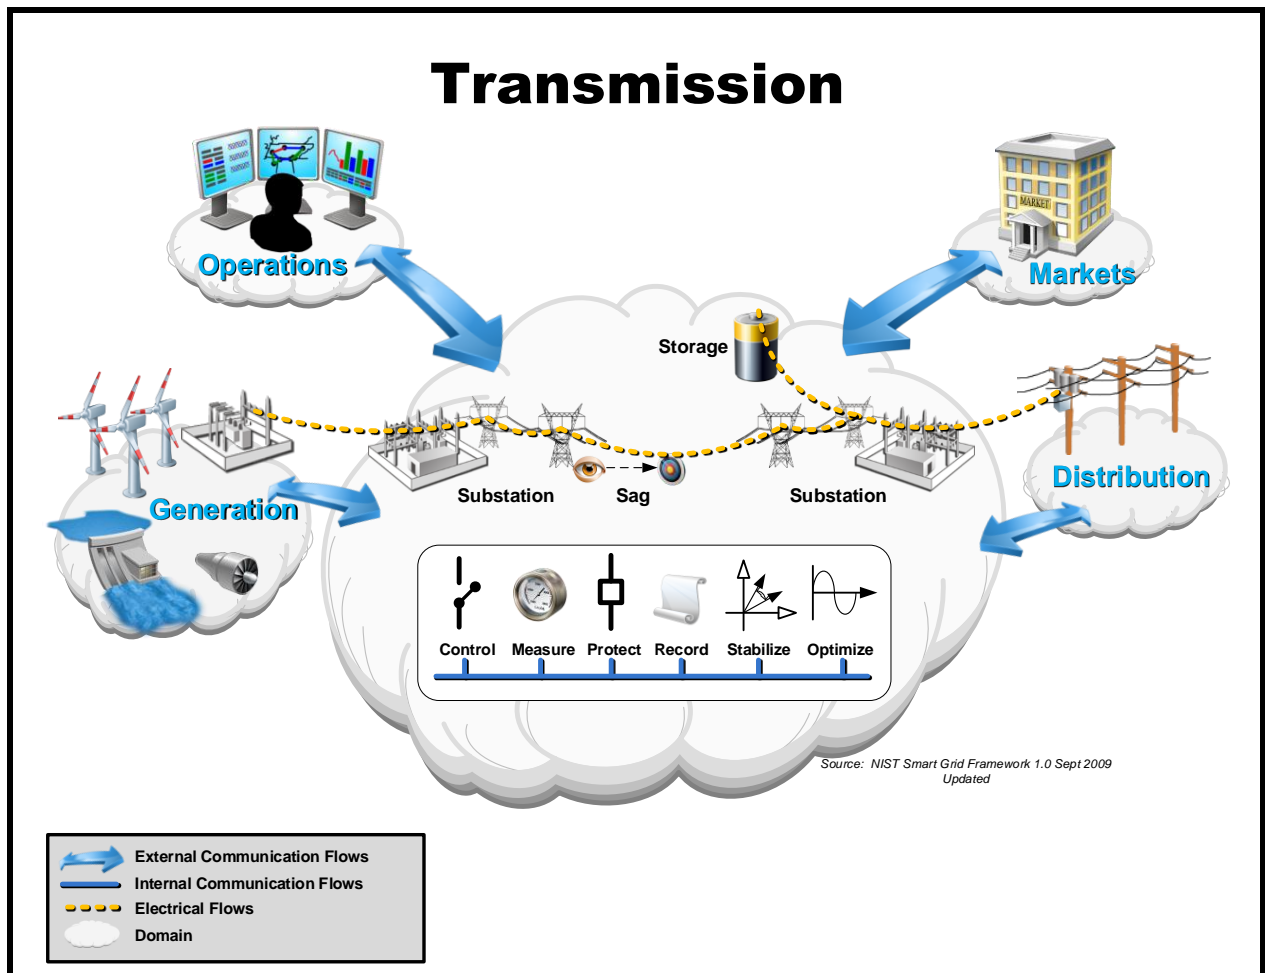 Transmission
Operations
MARKET
Markets
Storage
Substation
Sag
Substation
Generation
Distribution
Control
Measure
Protect
Record
Stabilize
Optimize
Source: NIST Smart Grid Framework 1.0 Sept 2009
Updated
External Communication Flows
Internal Communication Flows
Electrical Flows
Domain